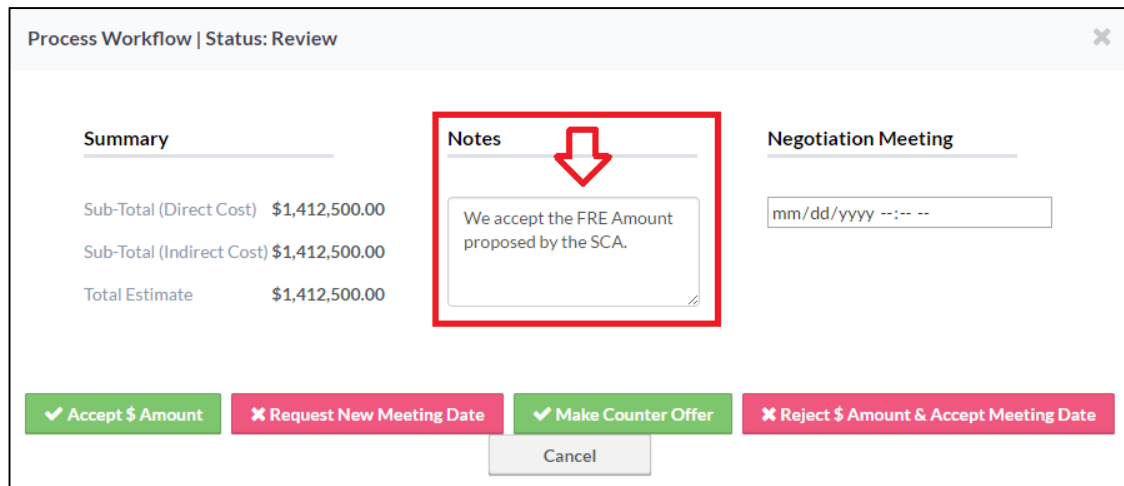 Process Workflow | Status: Review
Summary
Sub-Total (Direct Cost) $1,412,500.00
Sub-Total (Indirect Cost) $1,412,500.00
Total Estimate $1,412,500.00
Notes
We accept the FRE Amount
proposed by the SCA.
Negotiation Meeting
mm/dd/yyyy --:-- --
Accept $ Amount
Request New Meeting Date
Make Counter Offer
Reject $ Amount & Accept Meeting Date
Cancel